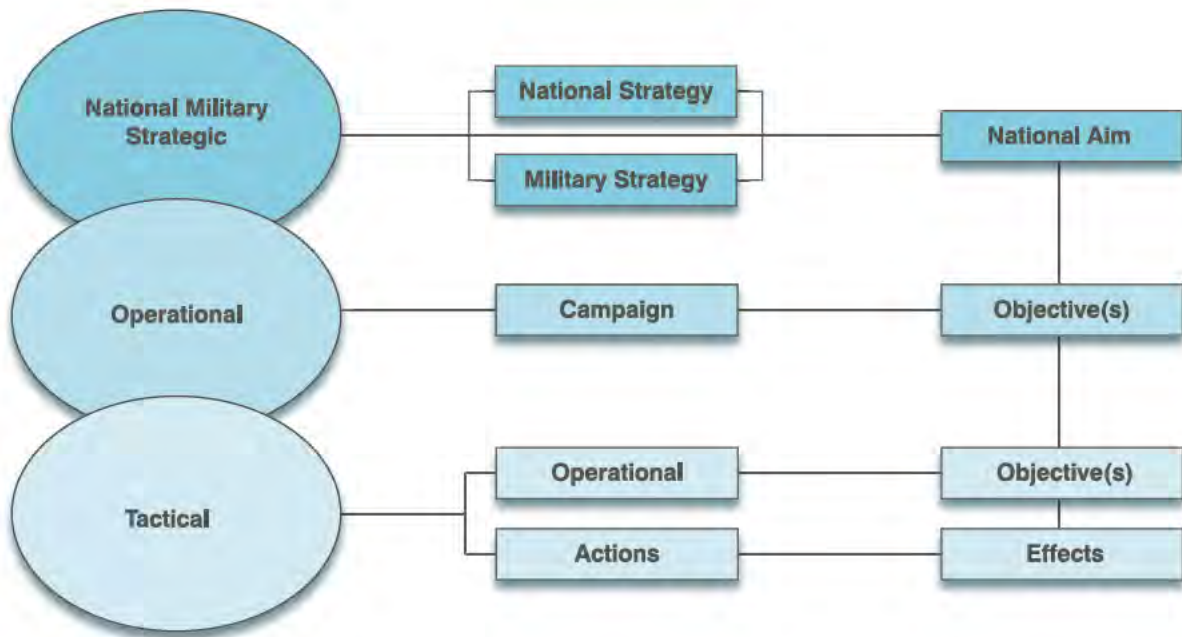 National Military
Strategic
National Strategy
Military Strategy
National Aim
Operational
Campaign
Objective(s)
Tactical
Operational
Objective(s)
Actions
Effects